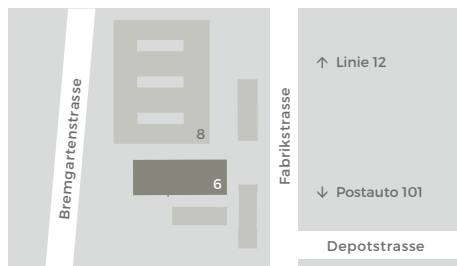 Linie 12
Bremgartenstrasse
Fabrikstrasse
8
6
Postauto 101
Depotstrasse